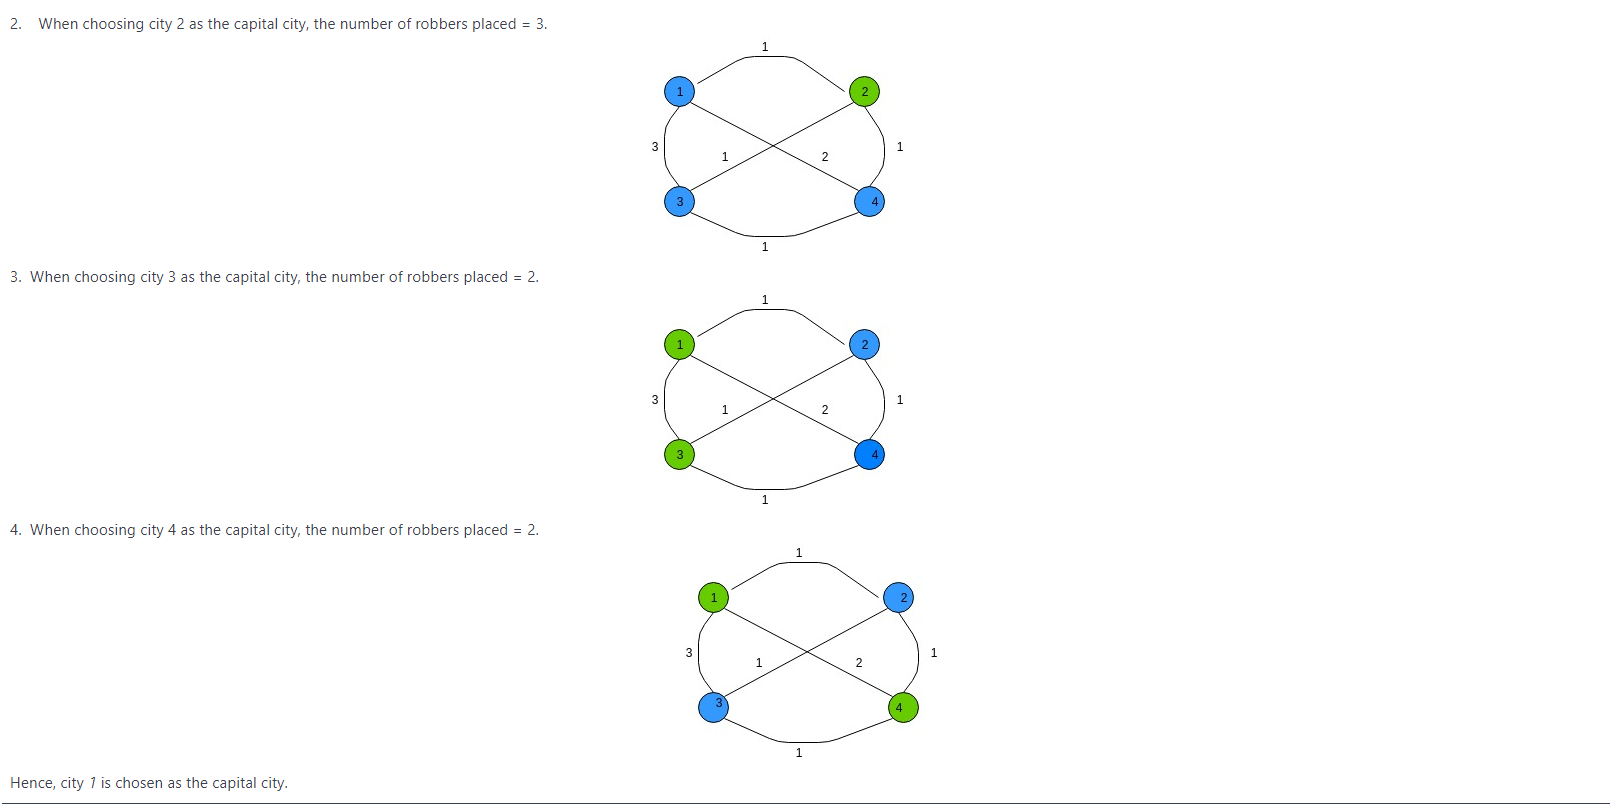 2. When choosing city 2 as the capital city, the number of robbers placed = 3.
1
1 2
3 1 2 1
3 4
1
3. When choosing city 3 as the capital city, the number of robbers placed = 2.
1
1 2
3 1 2 1
3 4
1
4. When choosing city 4 as the capital city, the number of robbers placed = 2.
1
1 2
3 1 2 1
3 4
1
Hence, city 1 is chosen as the capital city.